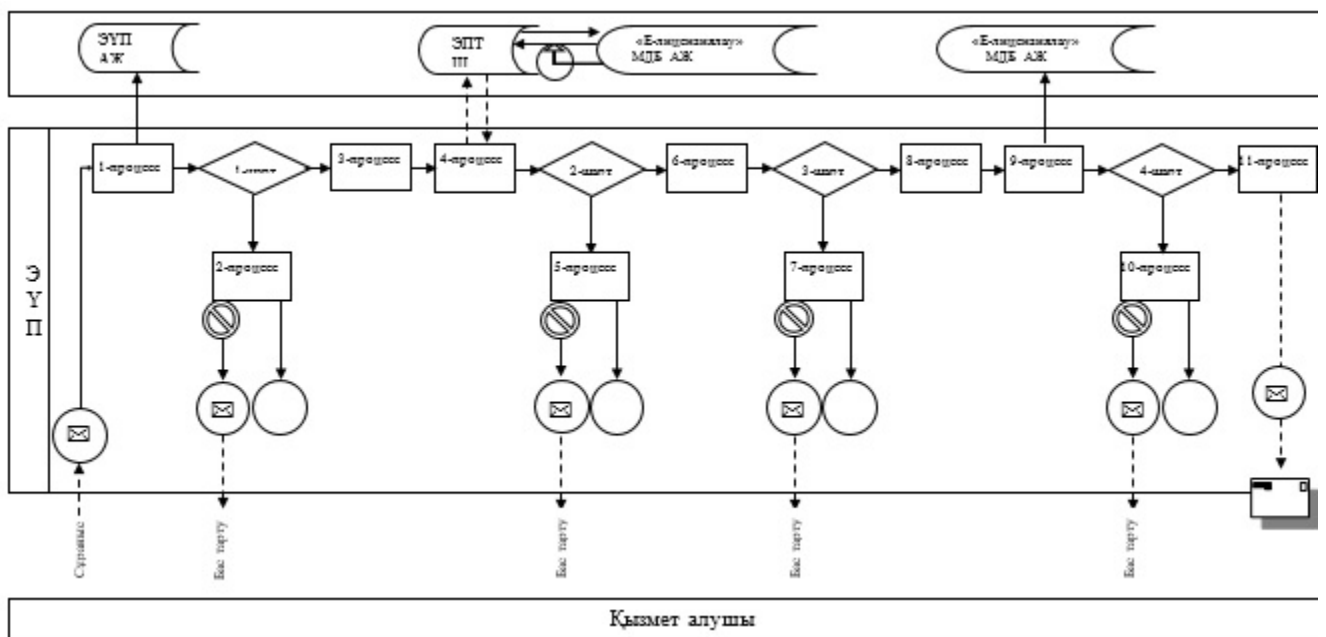 ЭҮП
АЖ
ЭПТ
Ш
«Е-лицензиялау»
МДБ АЖ
«Е-лицензиялау»
МДБ АЖ
1-процесс
1-шарт
3-процесс
4-процесс
2-шарт
6-процесс
3-шарт
8-процесс
9-процесс
4-шарт
11-процесс
Э
Ү
П
2-процесс
5-процесс
7-процесс
10-процесс
Сұраныс
Бас тарту
Бас тарту
Бас тарту
Бас тарту
Қызмет алушы